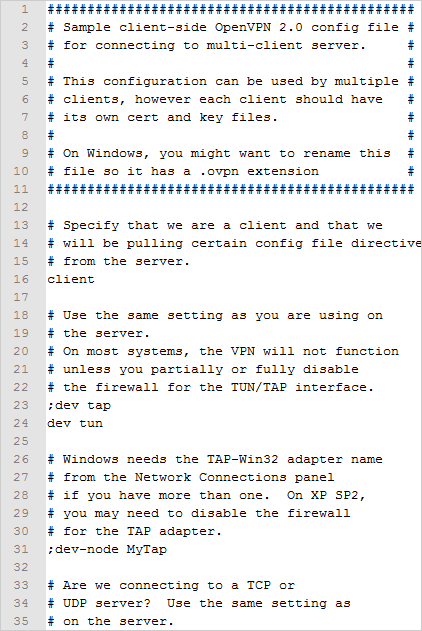 1 ##############################################
2 # Sample client-side OpenVPN 2.0 config file #
3 # for connecting to multi-client server.     #
4 #                                            #
5 # This configuration can be used by multiple #
6 # clients, however each client should have   #
7 # its own cert and key files.                #
8 #                                            #
9 # On Windows, you might want to rename this  #
10 # file so it has a .ovpn extension           #
11 ##############################################
12
13 # Specify that we are a client and that we
14 # will be pulling certain config file directive
15 # from the server.
16 client
17
18 # Use the same setting as you are using on
19 # the server.
20 # On most systems, the VPN will not function
21 # unless you partially or fully disable
22 # the firewall for the TUN/TAP interface.
23 ;dev tap
24 dev tun
25
26 # Windows needs the TAP-Win32 adapter name
27 # from the Network Connections panel
28 # if you have more than one.  On XP SP2,
29 # you may need to disable the firewall
30 # for the TAP adapter.
31 ;dev-node MyTap
32
33 # Are we connecting to a TCP or
34 # UDP server?  Use the same setting as
35 # on the server.